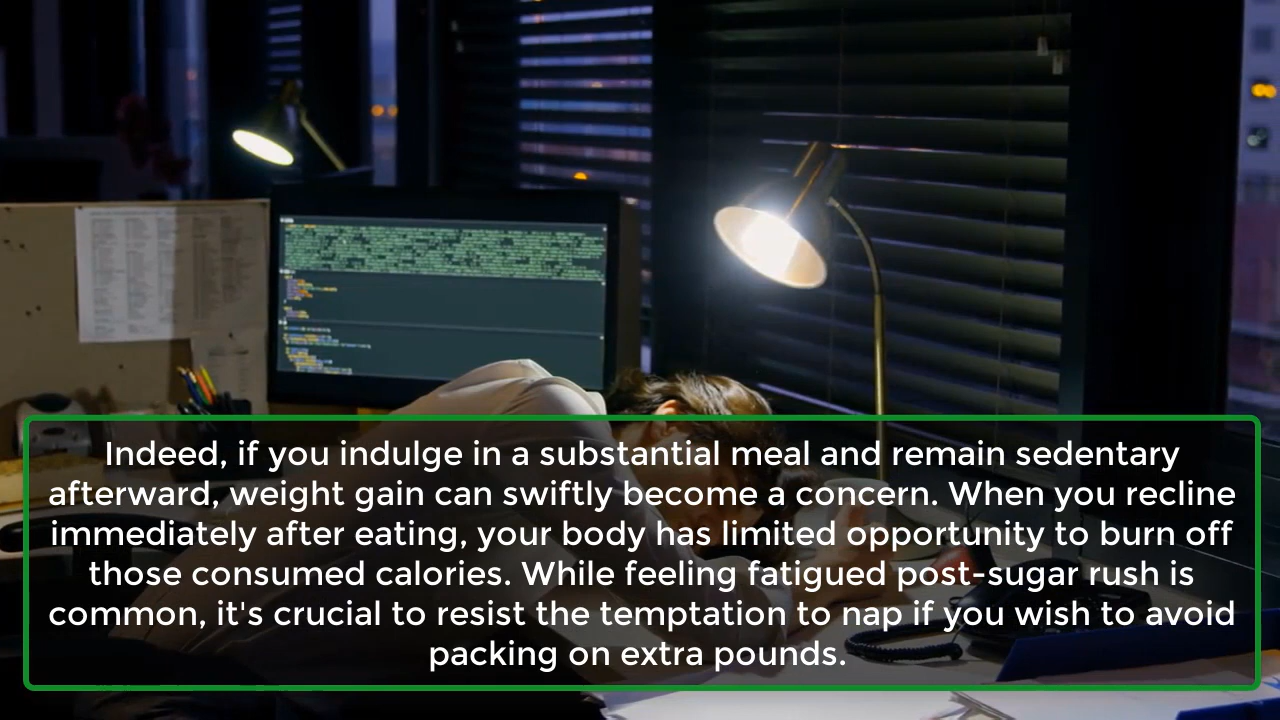 Indeed, if you indulge in a substantial meal and remain sedentary
afterward, weight gain can swiftly become a concern. When you recline
immediately after eating, your body has limited opportunity to burn off
those consumed calories. While feeling fatigued post-sugar rush is
common, it's crucial to resist the temptation to nap if you wish to avoid
packing on extra pounds.